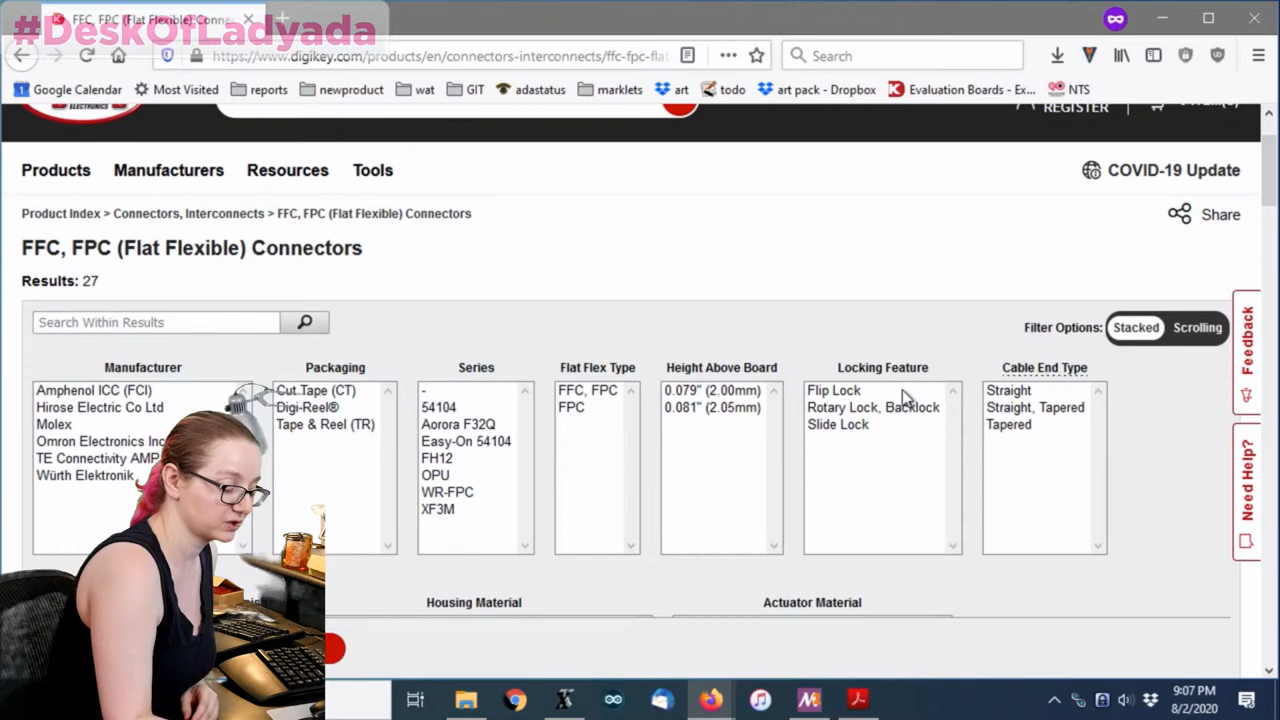 #DeskOfLadyada
FFC, FPC (Flat Flexible) Conne
https://www.digikey.com/products/en/connectors-interconnects/ffc-fpc-flat
Search
Google Calendar Most Visited reports newproduct wat GIT adastatus marklets art todo art pack - Dropbox Evaluation Boards - Ex... NTS
ELECTRONICS
REGISTER
Products Manufacturers Resources Tools
COVID-19 Update
Product Index > Connectors, Interconnects > FFC, FPC (Flat Flexible) Connectors
Share
FFC, FPC (Flat Flexible) Connectors
Results: 27
Search Within Results
Filter Options: Stacked Scrolling
Manufacturer
Amphenol ICC (FCI)
Hirose Electric Co Ltd
Molex
Omron Electronics Inc
TE Connectivity AMP
Würth Elektronik
Packaging
Cut Tape (CT)
Digi-Reel®
Tape & Reel (TR)
Series
-
54104
Aorora F32Q
Easy-On 54104
FH12
OPU
WR-FPC
XF3M
Flat Flex Type
FFC, FPC
FPC
Height Above Board
0.079" (2.00mm)
0.081" (2.05mm)
Locking Feature
Flip Lock
Rotary Lock, Backlock
Slide Lock
Cable End Type
Straight
Straight, Tapered
Tapered
Feedback
Need Help?
Housing Material
Actuator Material
9:07 PM
8/2/2020